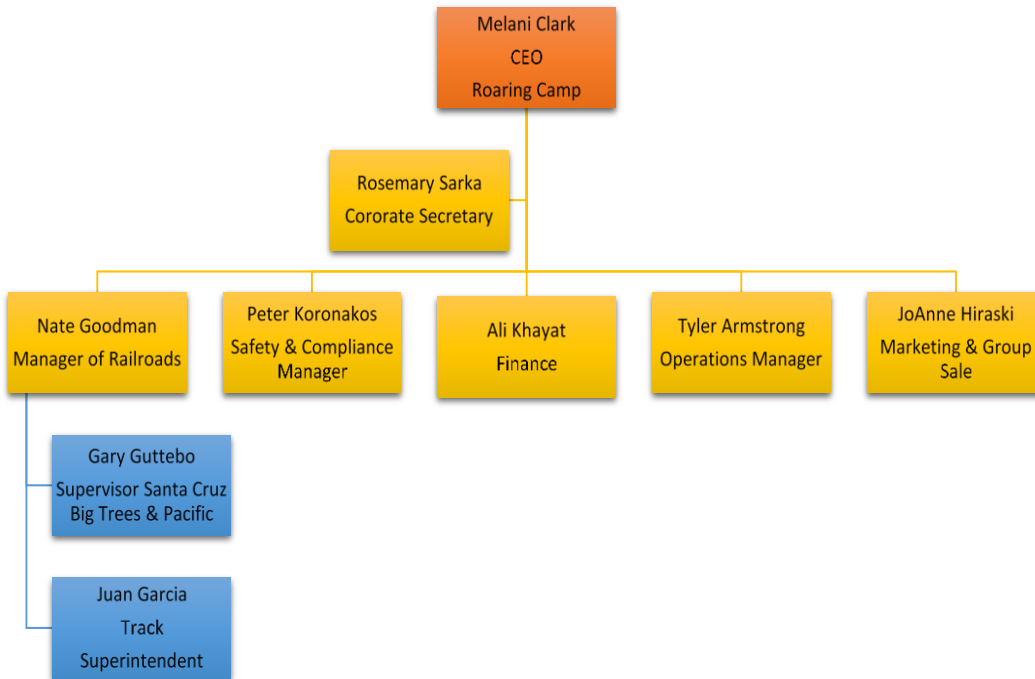 Melani Clark
CEO
Roaring Camp
Rosemary Sarka
Cororate Secretary
Nate Goodman
Manager of Railroads
Peter Koronakos
Safety & Compliance
Manager
Ali Khayat
Finance
Tyler Armstrong
Operations Manager
JoAnne Hiraski
Marketing & Group
Sale
Gary Guttebo
Supervisor Santa Cruz
Big Trees & Pacific
Juan Garcia
Track
Superintendent